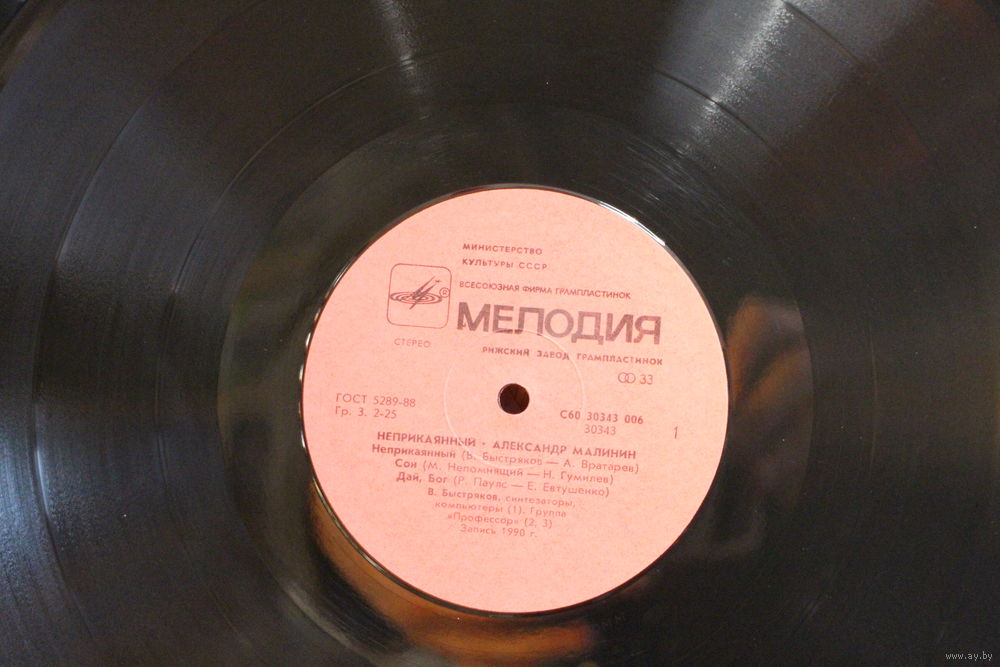 МИНИСТЕРСТВО
КУЛЬТУРЫ СССР
ВСЕСОЮЗНАЯ ФИРМА ГРАМПЛАСТИНОК
® МЕЛОДИЯ
СТЕРЕО
РИЖСКИЙ ЗАВОД ГРАМПЛАСТИНОК
33
ГОСТ 5289-88
Гр. 3. 2-25
С60 30343 006
30343
1
НЕПРИКАЯННЫЙ • АЛЕКСАНДР МАЛИНИН
Неприкаянный (В. Быстряков — А. Вратарев)
Сон (М. Непомнящий — Н. Гумилев)
Дай, Бог (Р. Паулс — Е. Евтушенко)
В. Быстряков, синтезаторы,
компьютеры (1). Группа
«Профессор» (2, 3)
Запись 1990 г.
www.ay.by